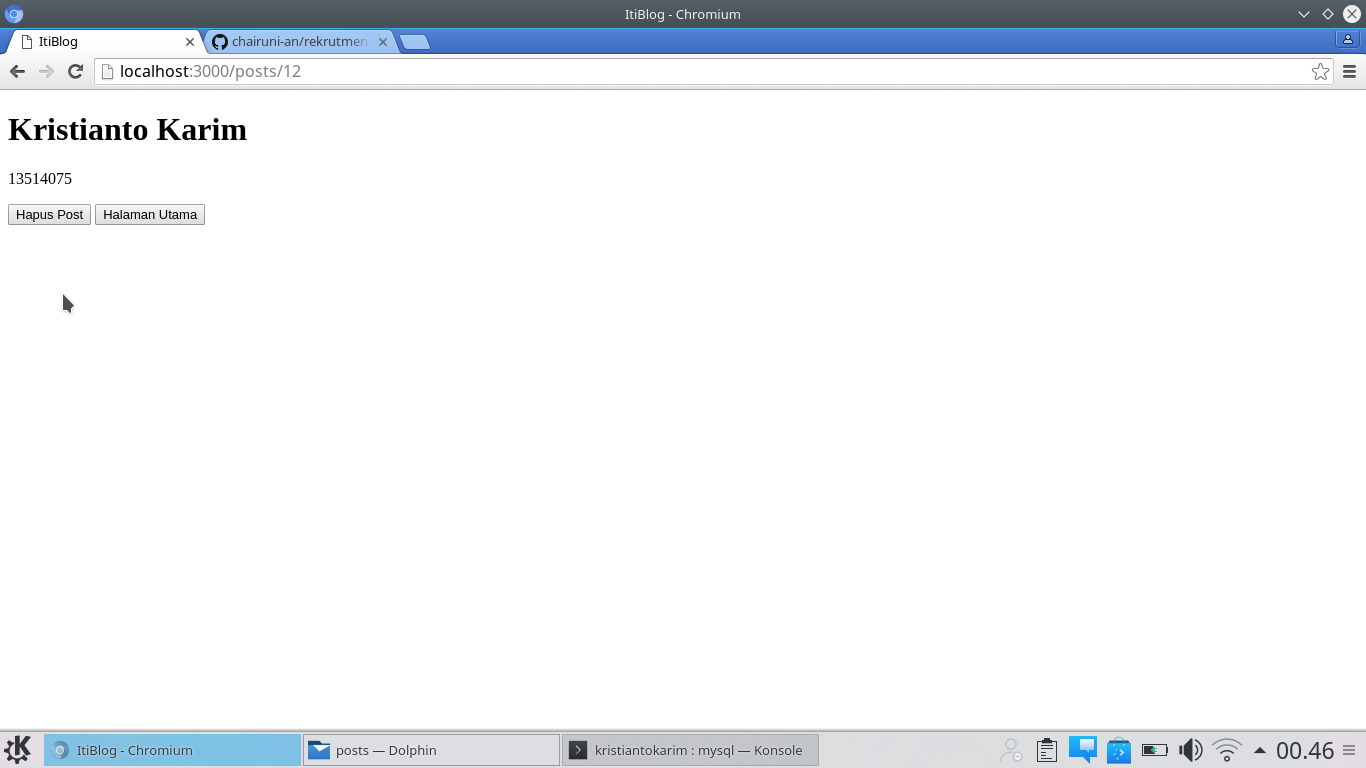 ItiBlog - Chromium
ItiBlog
chairuni-an/rekrutmen
localhost:3000/posts/12
Kristianto Karim
13514075
Hapus Post Halaman Utama
ItiBlog - Chromium
posts — Dolphin
kristiantokarim : mysql — Konsole
00.46